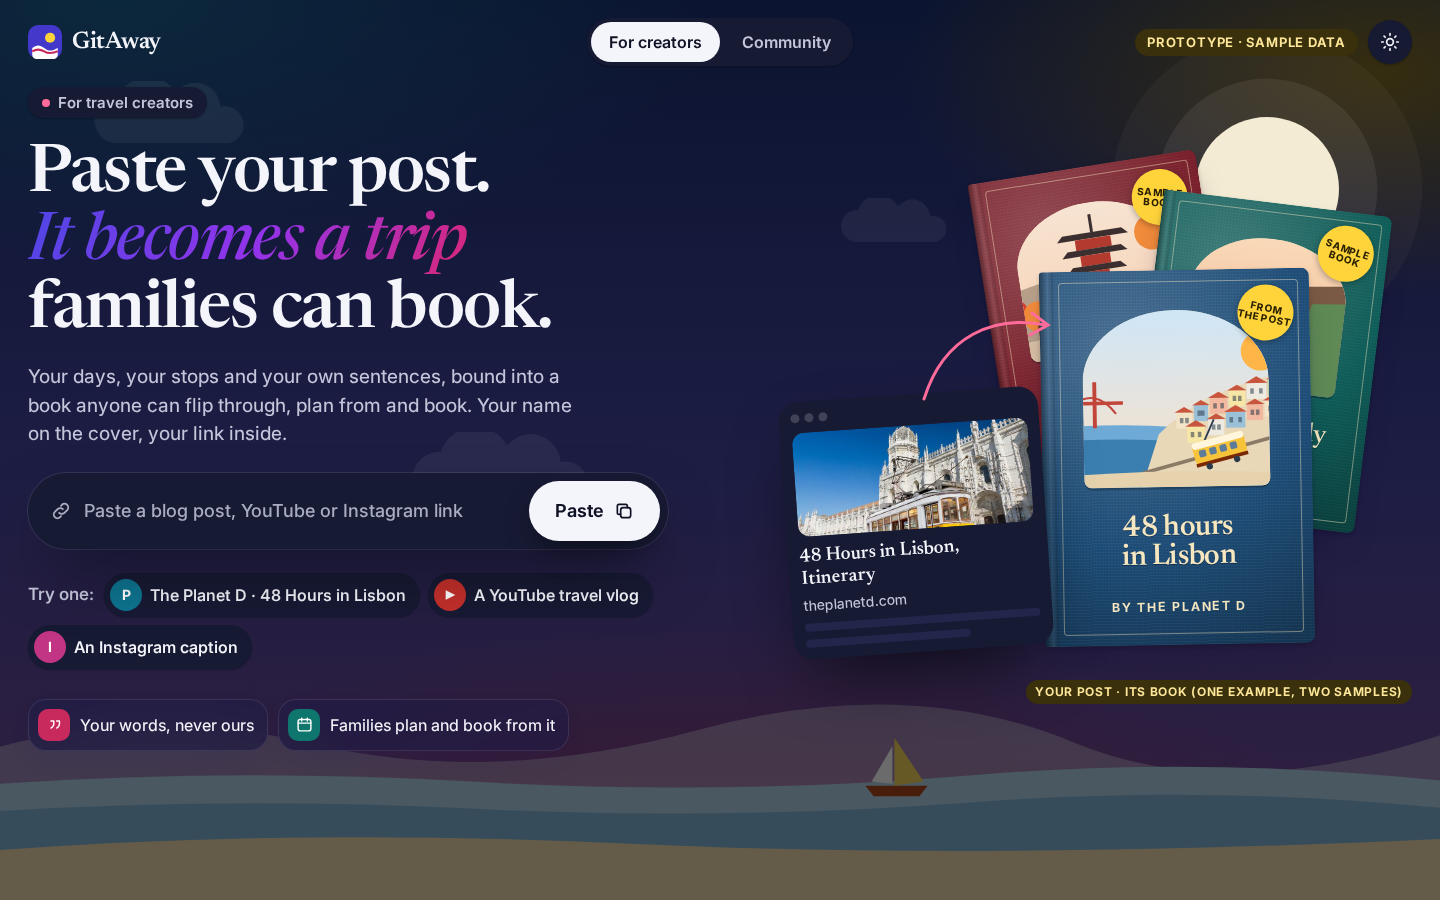 GitAway
For creators
Community
PROTOTYPE · SAMPLE DATA
For travel creators
Paste your post.
It becomes a trip
families can book.
Your days, your stops and your own sentences, bound into a
book anyone can flip through, plan from and book. Your name
on the cover, your link inside.
Paste a blog post, YouTube or Instagram link
Paste
Try one:
P
The Planet D · 48 Hours in Lisbon
A YouTube travel vlog
I
An Instagram caption
Your words, never ours
Families plan and book from it
SAMPLE
BOOK
FROM
THE POST
48 hours
in Lisbon
BY THE PLANET D
48 Hours in Lisbon,
Itinerary
theplanetd.com
YOUR POST · ITS BOOK (ONE EXAMPLE, TWO SAMPLES)